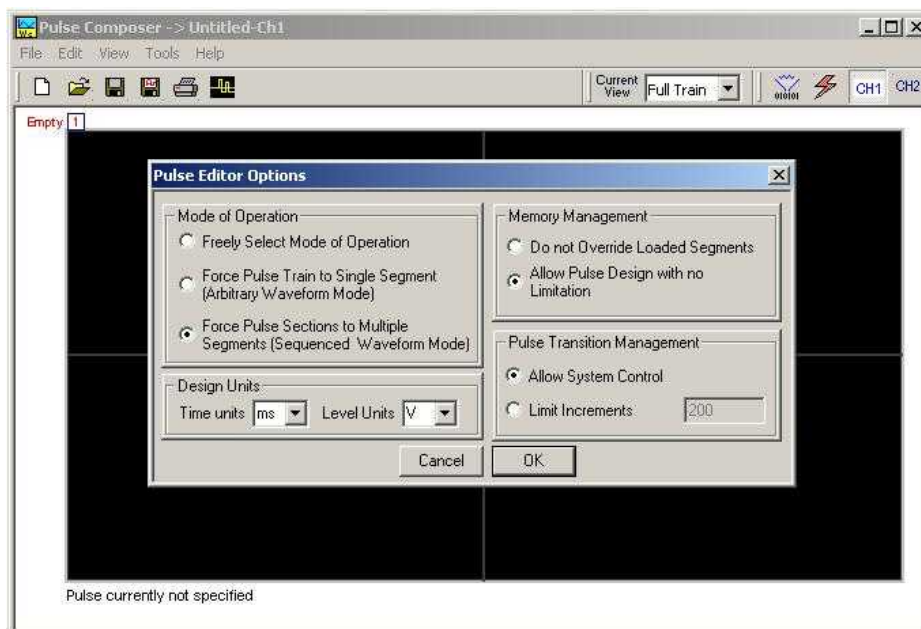 Pulse Composer -> Untitled-Ch1
File Edit View Tools Help
Current View
Full Train
010101
CH1
CH2
Empty
1
Pulse Editor Options
Mode of Operation
Freely Select Mode of Operation
Force Pulse Train to Single Segment
(Arbitrary Waveform Mode)
Force Pulse Sections to Multiple
Segments (Sequenced Waveform Mode)
Design Units
Time units ms Level Units V
Memory Management
Do not Override Loaded Segments
Allow Pulse Design with no
Limitation
Pulse Transition Management
Allow System Control
Limit Increments 200
Cancel
OK
Pulse currently not specified